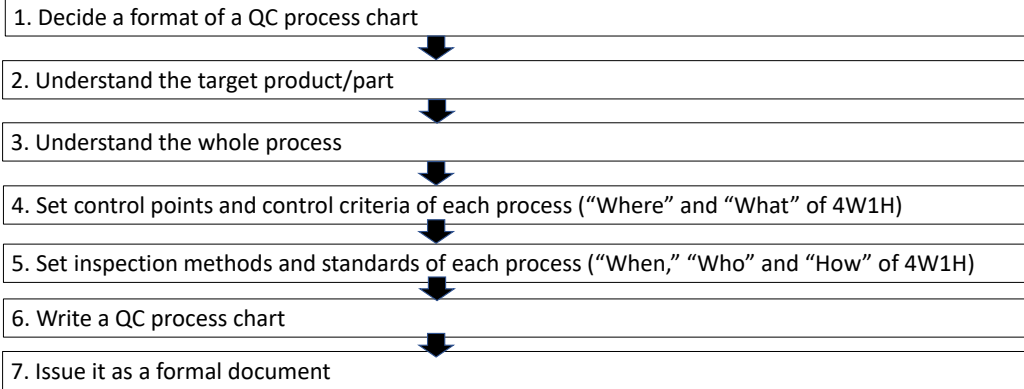 1. Decide a format of a QC process chart
2. Understand the target product/part
3. Understand the whole process
4. Set control points and control criteria of each process (“Where” and “What” of 4W1H)
5. Set inspection methods and standards of each process (“When,” “Who” and “How” of 4W1H)
6. Write a QC process chart
7. Issue it as a formal document